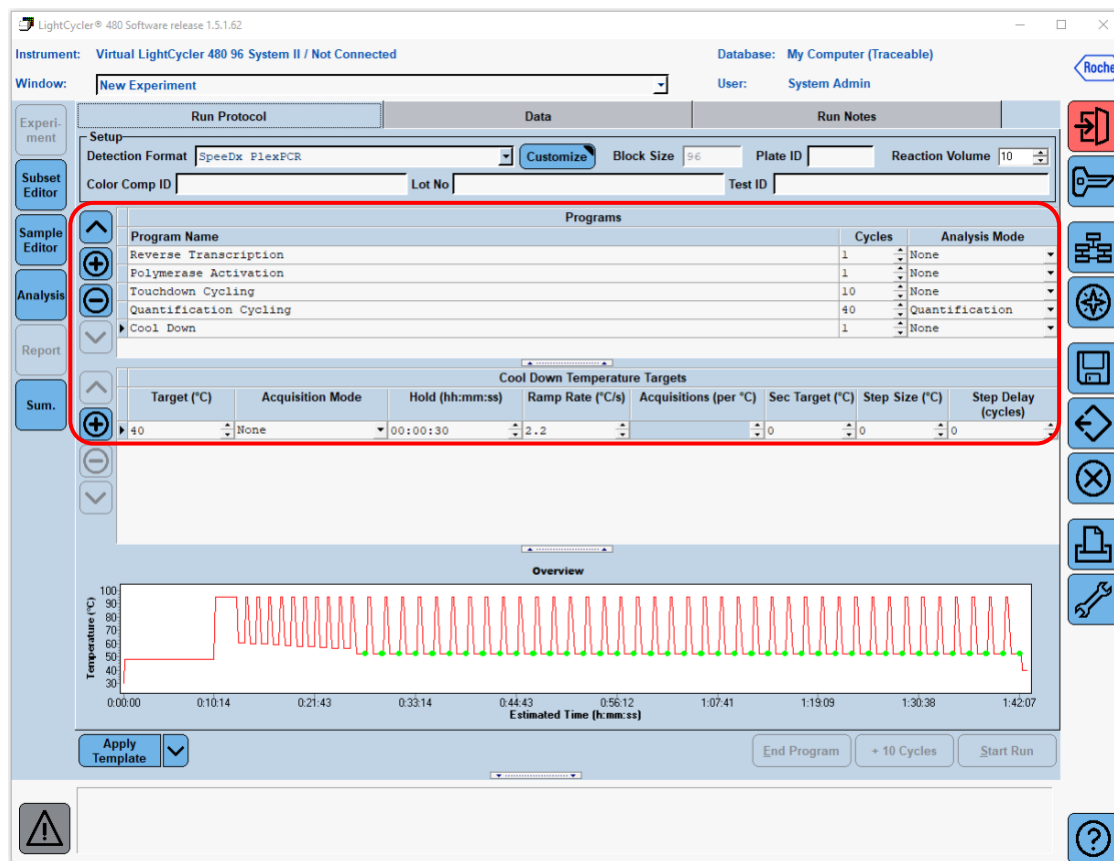 LightCycler® 480 Software release 1.5.1.62
Instrument: Virtual LightCycler 480 96 System II / Not Connected Database: My Computer (Traceable)
Window: New Experiment User: System Admin
Roche
Experi-
ment
Subset
Editor
Sample
Editor
Analysis
Report
Sum.
Run Protocol Data Run Notes
Setup
Detection Format SpeeDx PlexPCR Customize Block Size 96 Plate ID Reaction Volume 10
Color Comp ID Lot No Test ID
Programs
Program Name Cycles Analysis Mode
Reverse Transcription 1 None
Polymerase Activation 1 None
Touchdown Cycling 10 None
Quantification Cycling 40 Quantification
Cool Down 1 None
Cool Down Temperature Targets
Target (°C) Acquisition Mode Hold (hh:mm:ss) Ramp Rate (°C/s) Acquisitions (per °C) Sec Target (°C) Step Size (°C) Step Delay
(cycles)
40 None 00:00:30 2.2 0 0 0
Overview
Temperature (°C)
100
90
80
70
60
50
40
30
0:00:00 0:10:14 0:21:43 0:33:14 0:44:43 0:56:12 1:07:41 1:19:09 1:30:38 1:42:07
Estimated Time (h:mm:ss)
Apply
Template
End Program + 10 Cycles Start Run